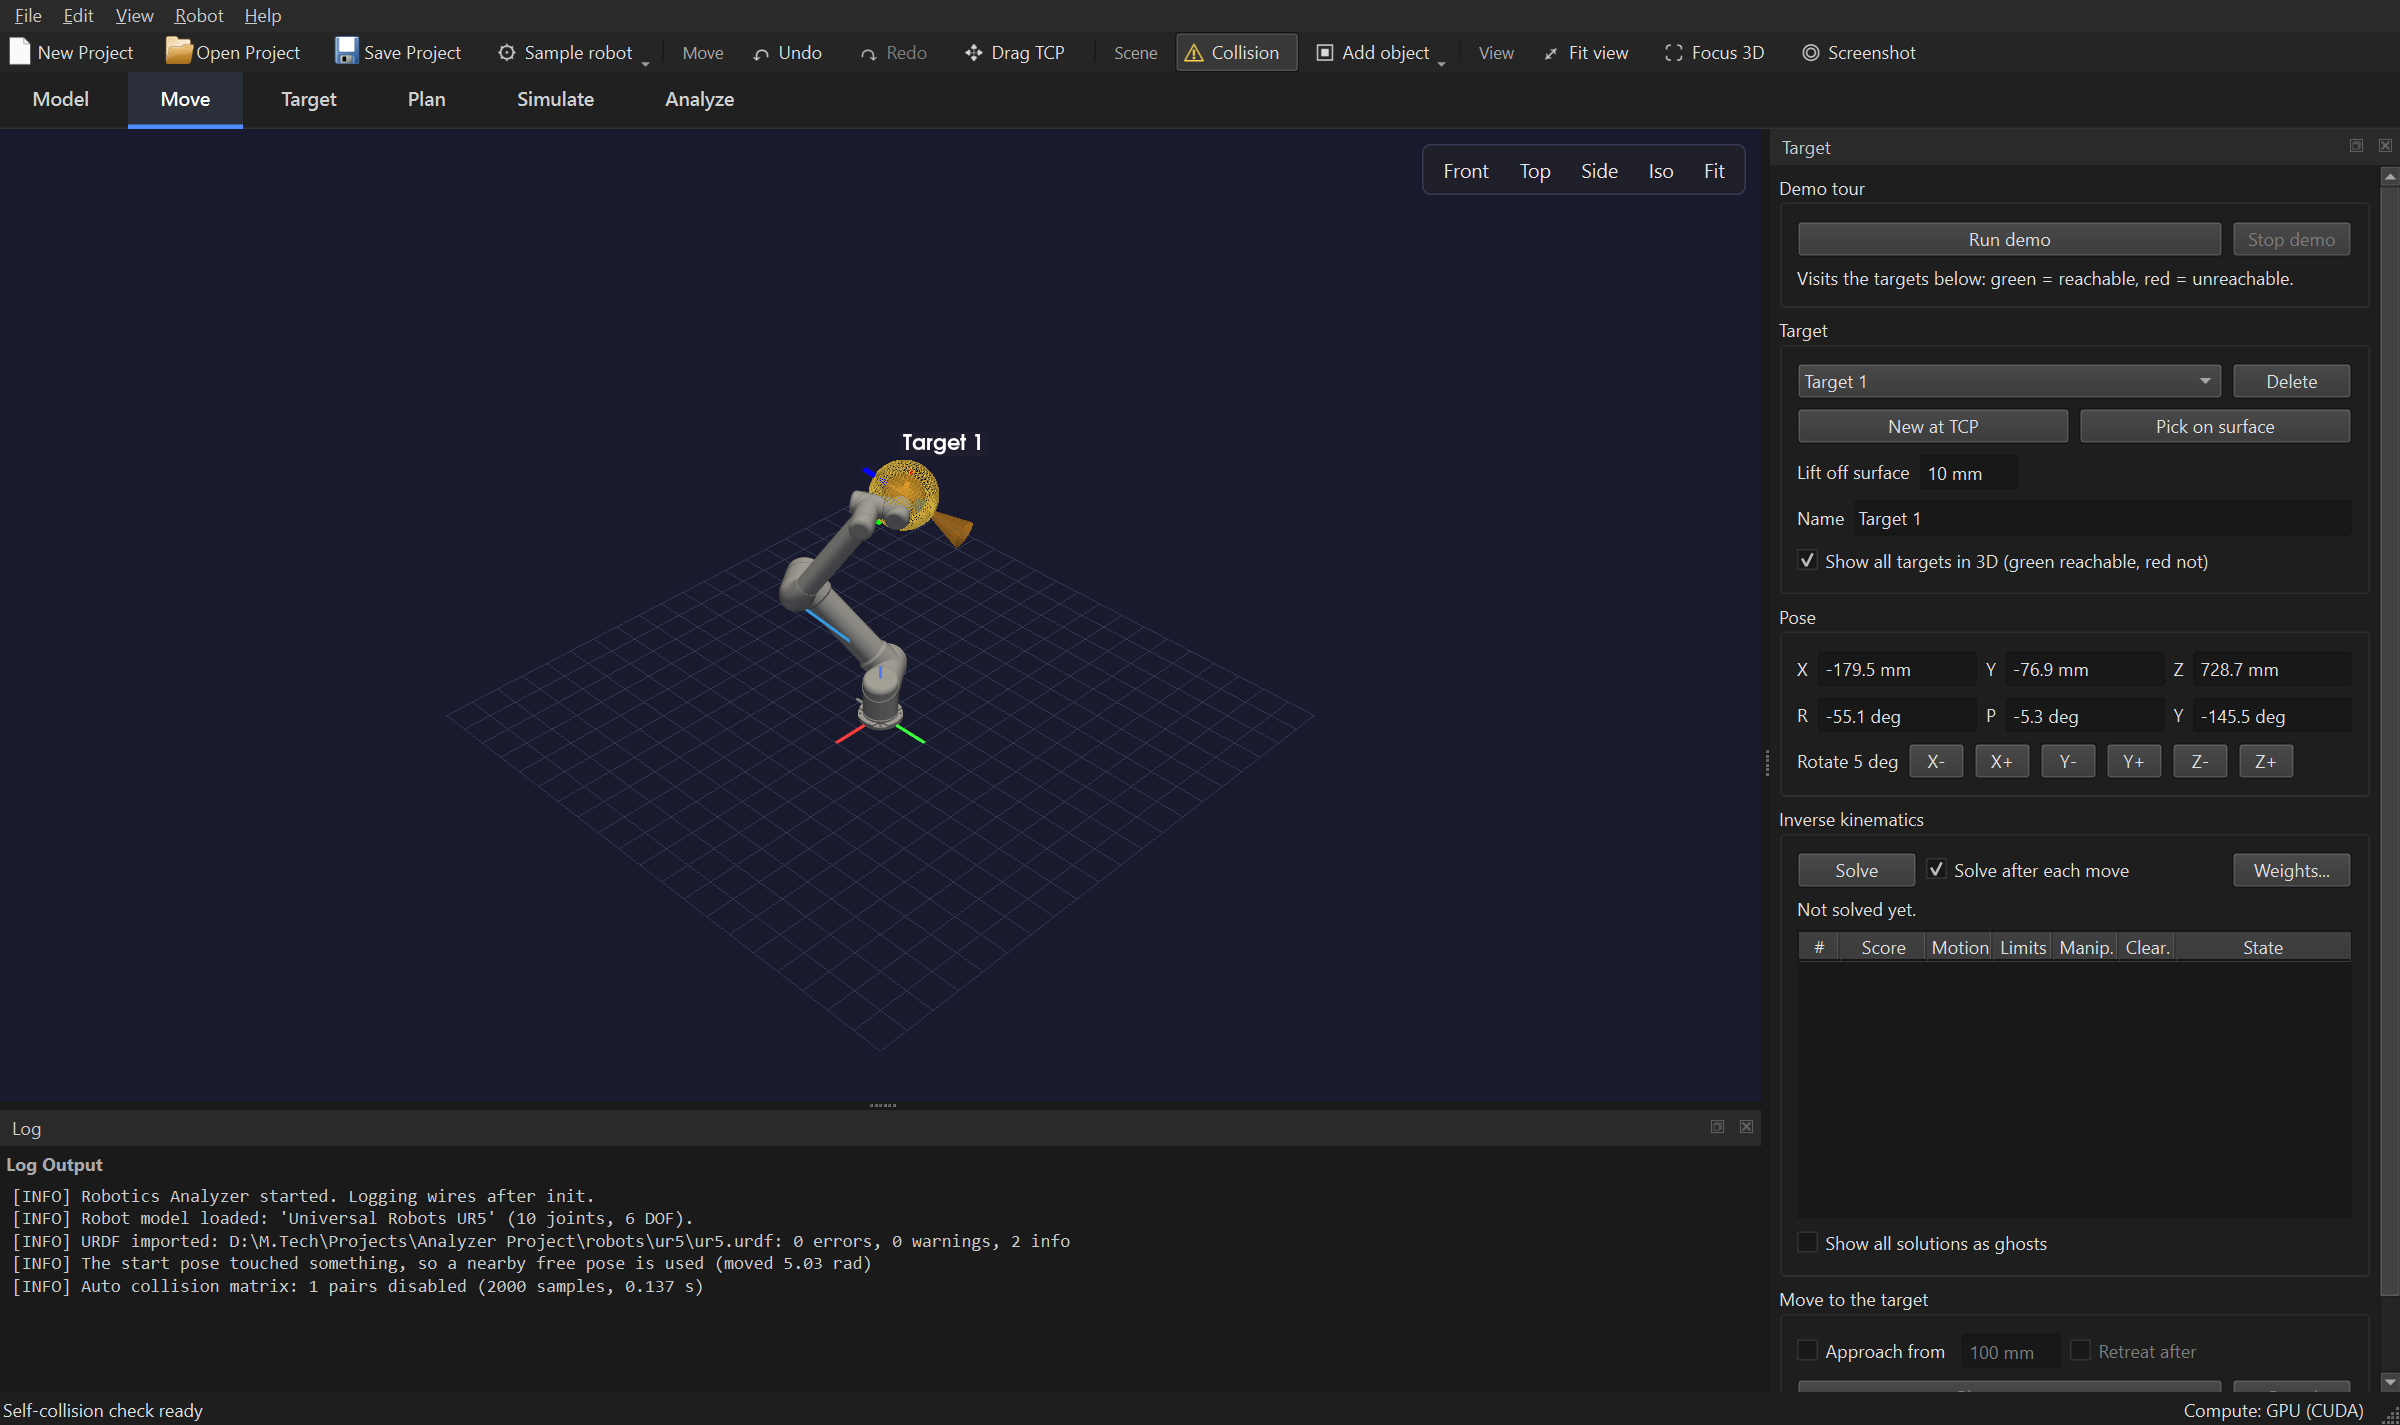 File Edit View Robot Help
New Project Open Project Save Project Sample robot Move Undo Redo Drag TCP Scene Collision Add object View Fit view Focus 3D Screenshot
Model Move Target Plan Simulate Analyze
Front Top Side Iso Fit
Target 1
Target
Demo tour
Run demo Stop demo
Visits the targets below: green = reachable, red = unreachable.
Target
Target 1 Delete
New at TCP Pick on surface
Lift off surface 10 mm
Name Target 1
Show all targets in 3D (green reachable, red not)
Pose
X -179.5 mm Y -76.9 mm Z 728.7 mm
R -55.1 deg P -5.3 deg Y -145.5 deg
Rotate 5 deg X- X+ Y- Y+ Z- Z+
Inverse kinematics
Solve Solve after each move Weights...
Not solved yet.
# Score Motion Limits Manip. Clear. State
Show all solutions as ghosts
Move to the target
Approach from 100 mm Retreat after
Log
Log Output
[INFO] Robotics Analyzer started. Logging wires after init.
[INFO] Robot model loaded: 'Universal Robots UR5' (10 joints, 6 DOF).
[INFO] URDF imported: D:\M.Tech\Projects\Analyzer Project\robots\ur5\ur5.urdf: 0 errors, 0 warnings, 2 info
[INFO] The start pose touched something, so a nearby free pose is used (moved 5.03 rad)
[INFO] Auto collision matrix: 1 pairs disabled (2000 samples, 0.137 s)
Self-collision check ready
Compute: GPU (CUDA)